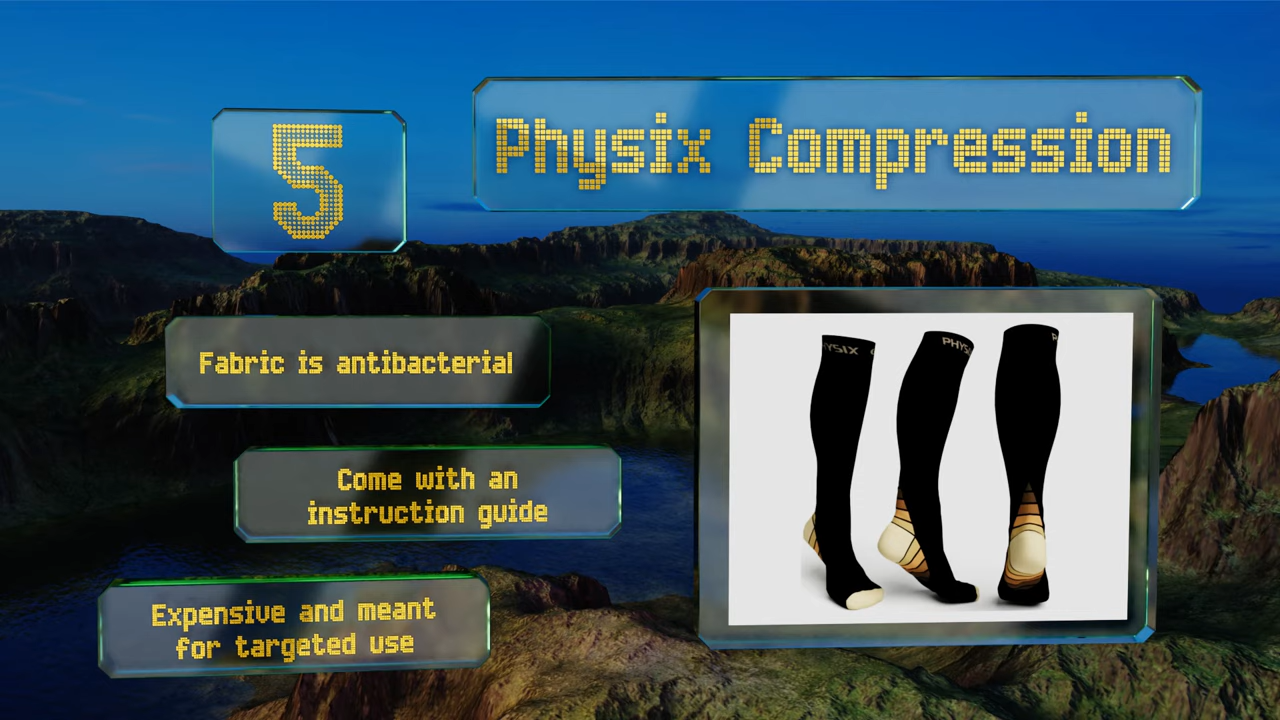 5
Physix Compression
Fabric is antibacterial
Come with an
instruction guide
Expensive and meant
for targeted use